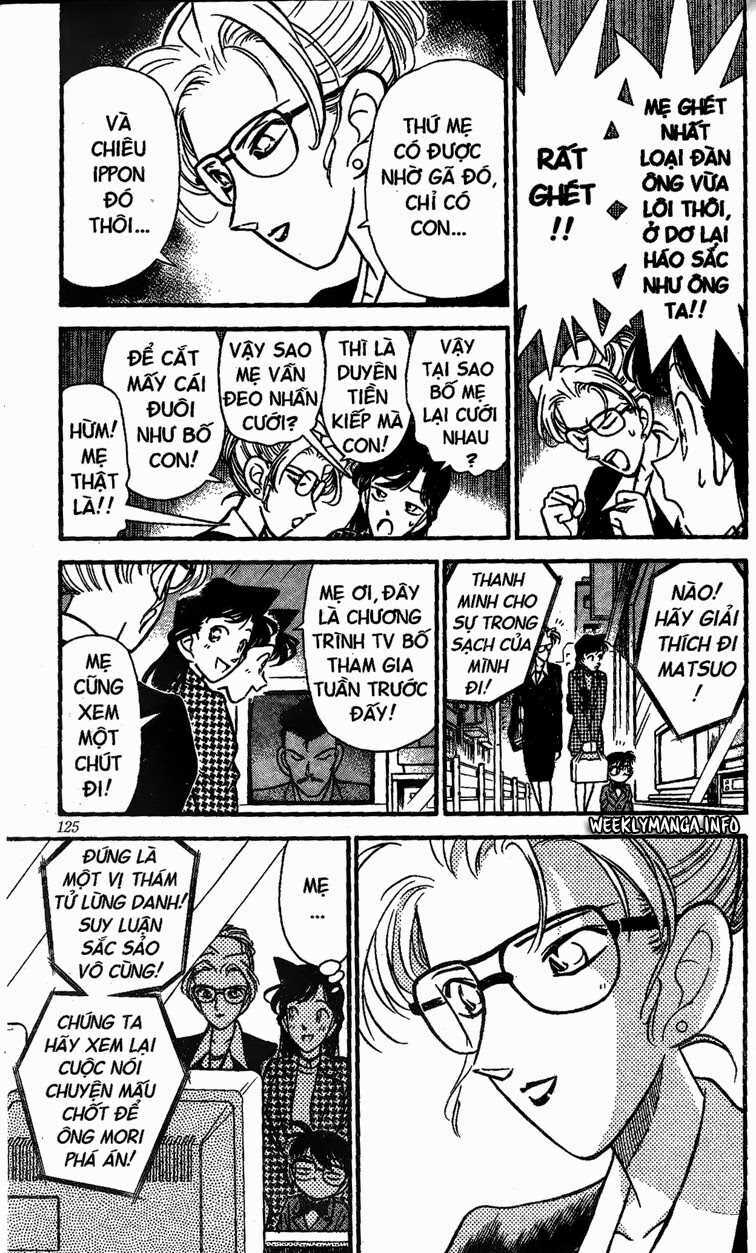 MẸ GHÉT
NHẤT
LOẠI ĐÀN
ÔNG VỪA
LÔI THÔI,
Ở DƠ LẠI
HÁO SẮC
NHƯ ÔNG
TA!!
RẤT
GHÉT
!!
THỨ MẸ
CÓ ĐƯỢC
NHỜ GÃ ĐÓ,
CHỈ CÓ
CON...
VÀ
CHIÊU
IPPON
ĐÓ
THÔI...
VẬY
TẠI SAO
BỐ MẸ
LẠI CƯỚI
NHAU
?
THÌ LÀ
DUYÊN
TIỀN
KIẾP MÀ
CON!
VẬY SAO
MẸ VẪN
ĐEO NHẪN
CƯỚI?
ĐỂ CẮT
MẤY CÁI
ĐUÔI
NHƯ BỐ
CON!
HỪM!
MẸ
THẬT
LÀ!!
NÀO!
HÃY GIẢI
THÍCH ĐI
MATSUO
!
THANH
MINH CHO
SỰ TRONG
SẠCH CỦA
MÌNH
ĐI!
MẸ ƠI, ĐÂY
LÀ CHƯƠNG
TRÌNH TV BỐ
THAM GIA
TUẦN TRƯỚC
ĐẤY!
MẸ
CŨNG
XEM
MỘT
CHÚT
ĐI!
125
WEEKLYMANGA.INFO
MẸ
...
ĐÚNG LÀ
MỘT VỊ THÁM
TỬ LỪNG DANH!
SUY LUẬN
SẮC SẢO
VÔ CÙNG!
CHÚNG TA
HÃY XEM LẠI
CUỘC NÓI
CHUYỆN MẤU
CHỐT ĐỂ
ÔNG MORI
PHÁ ÁN!